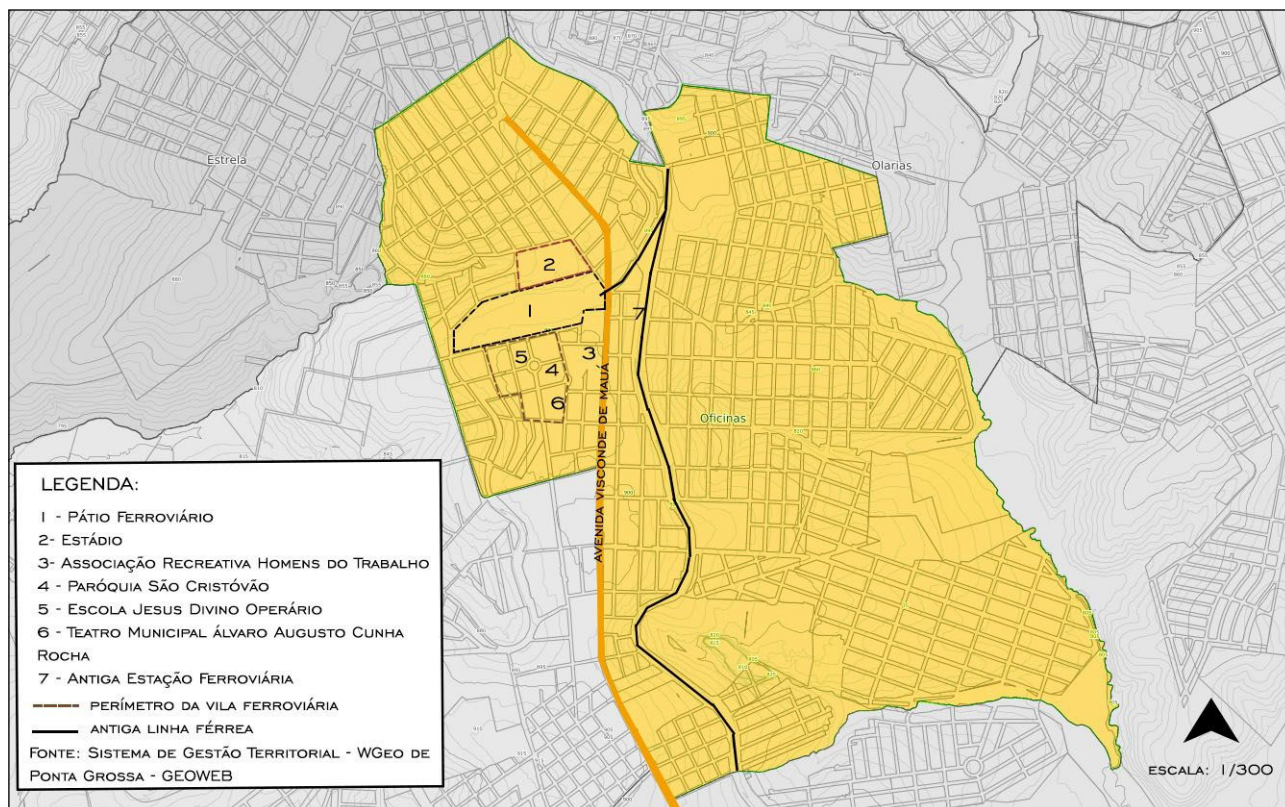 Estrela
Olarias
2
1
7
5
3
4
6
Oficinas
AVENIDA VISCONDE DE MAUÁ
LEGENDA:
1 - PÁTIO FERROVIÁRIO
2- ESTÁDIO
3- ASSOCIAÇÃO RECREATIVA HOMENS DO TRABALHO
4 - PARÓQUIA SÃO CRISTÓVÃO
5 - ESCOLA JESUS DIVINO OPERÁRIO
6 - TEATRO MUNICIPAL ÁLVARO AUGUSTO CUNHA
ROCHA
7 - ANTIGA ESTAÇÃO FERROVIÁRIA
PERÍMETRO DA VILA FERROVIÁRIA
ANTIGA LINHA FÉRREA
FONTE: SISTEMA DE GESTÃO TERRITORIAL - WGEO DE
PONTA GROSSA - GEOWEB
ESCALA: 1/300